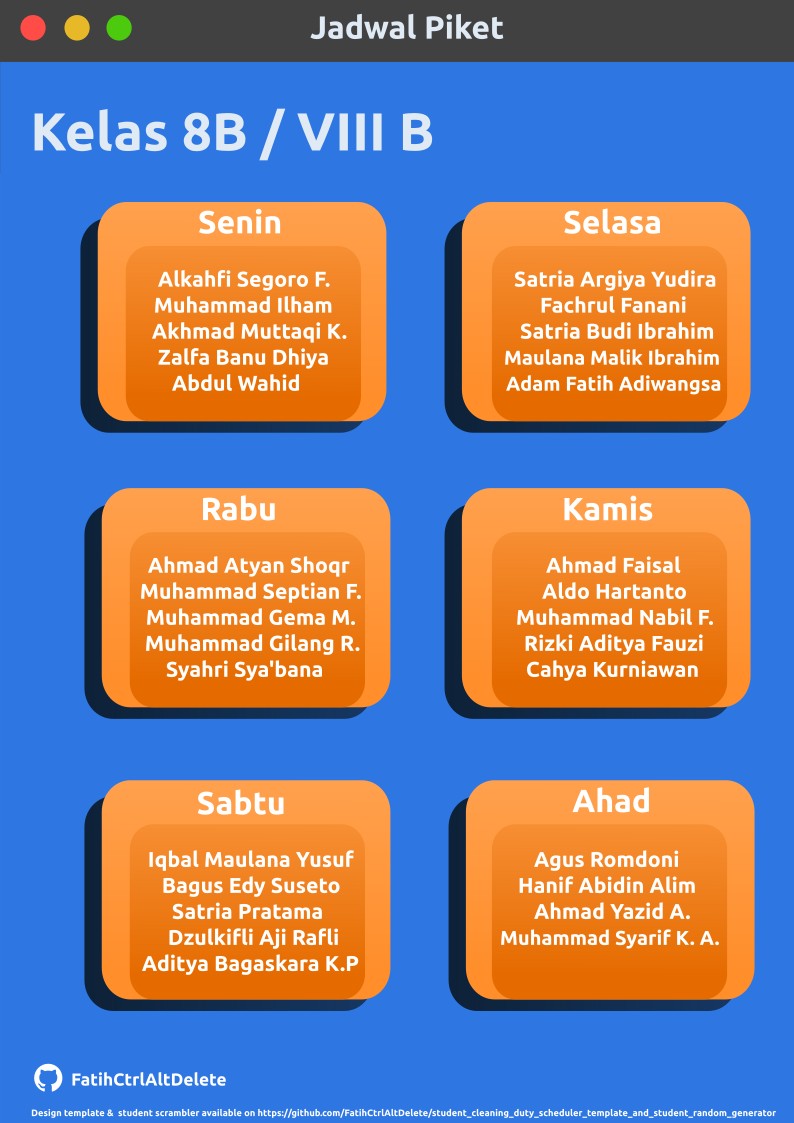 Jadwal Piket
Kelas 8B / VIII B
Senin
Alkahfi Segoro F.
Muhammad Ilham
Akhmad Muttaqi K.
Zalfa Banu Dhiya
Abdul Wahid
Selasa
Satria Argiya Yudira
Fachrul Fanani
Satria Budi Ibrahim
Maulana Malik Ibrahim
Adam Fatih Adiwangsa
Rabu
Ahmad Atyan Shoqr
Muhammad Septian F.
Muhammad Gema M.
Muhammad Gilang R.
Syahri Sya'bana
Kamis
Ahmad Faisal
Aldo Hartanto
Muhammad Nabil F.
Rizki Aditya Fauzi
Cahya Kurniawan
Sabtu
Iqbal Maulana Yusuf
Bagus Edy Suseto
Satria Pratama
Dzulkifli Aji Rafli
Aditya Bagaskara K.P
Ahad
Agus Romdoni
Hanif Abidin Alim
Ahmad Yazid A.
Muhammad Syarif K. A.
FatihCtrlAltDelete
Design template & student scrambler available on https://github.com/FatihCtrlAltDelete/student_cleaning_duty_scheduler_template_and_student_random_generator